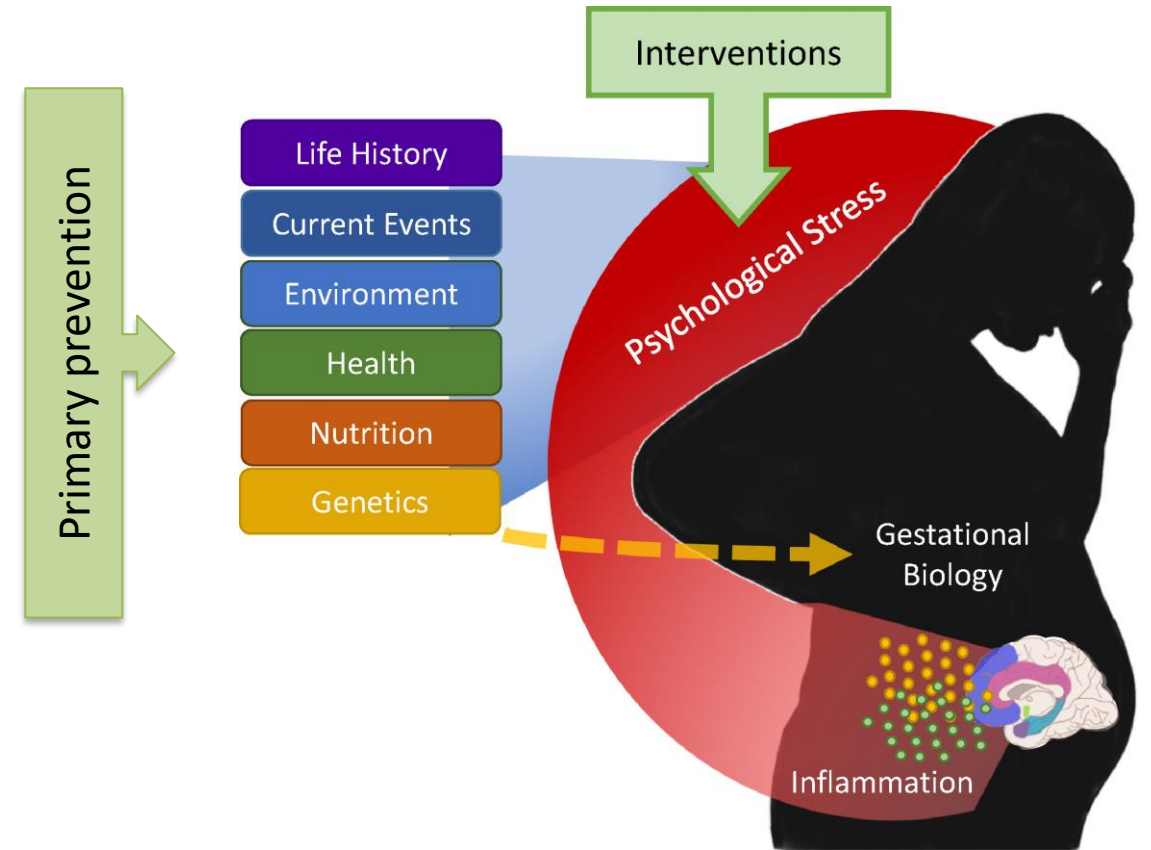 Interventions
Primary prevention
Life History
Current Events
Environment
Health
Nutrition
Genetics
Psychological Stress
Gestational
Biology
Inflammation